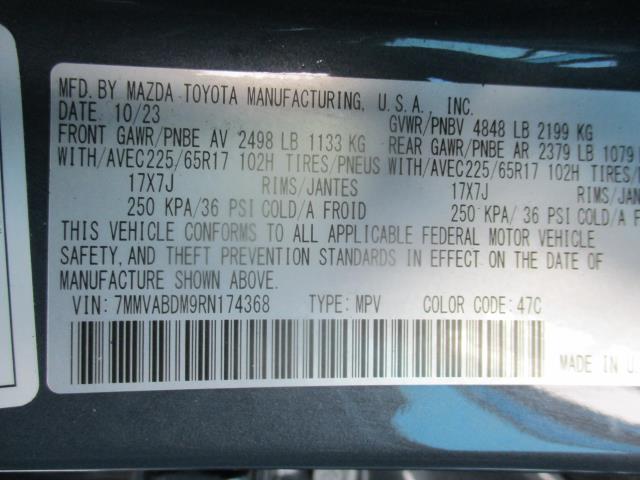 MFD. BY MAZDA TOYOTA MANUFACTURING, U.S.A., INC.
DATE 10/23 GVWR/PNBV 4848 LB 2199 KG
FRONT GAWR/PNBE AV 2498 LB 1133 KG REAR GAWR/PNBE AR 2379 LB 1079
WITH/AVEC225/65R17 102H TIRES/PNEUS WITH/AVEC225/65R17 102H TIRES/
17X7J RIMS/JANTES 17X7J RIMS/JAN
250 KPA/36 PSI COLD/A FROID 250 KPA/ 36 PSI COLD/A F
THIS VEHICLE CONFORMS TO ALL APPLICABLE FEDERAL MOTOR VEHICLE
SAFETY, AND THEFT PREVENTION STANDARDS IN EFFECT ON THE DATE OF
MANUFACTURE SHOWN ABOVE.
VIN: 7MMVABDM9RN174368 TYPE: MPV COLOR CODE: 47C
MADE IN U.